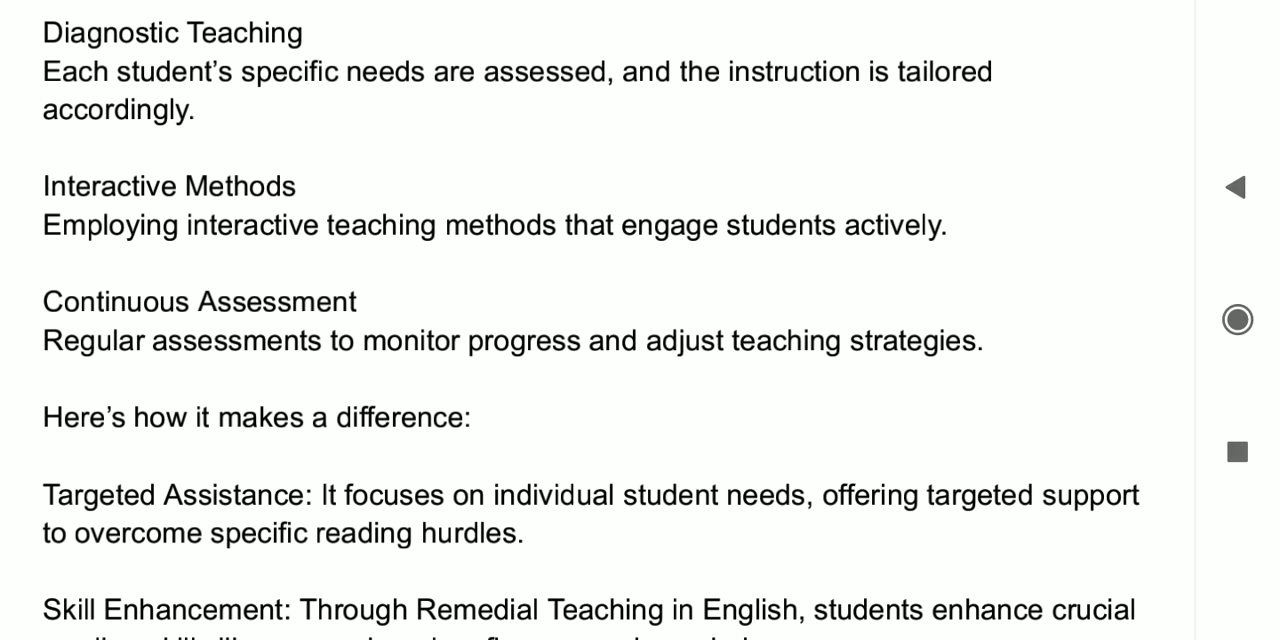 Diagnostic Teaching
Each student’s specific needs are assessed, and the instruction is tailored
accordingly.
Interactive Methods
Employing interactive teaching methods that engage students actively.
Continuous Assessment
Regular assessments to monitor progress and adjust teaching strategies.
Here’s how it makes a difference:
Targeted Assistance: It focuses on individual student needs, offering targeted support
to overcome specific reading hurdles.
Skill Enhancement: Through Remedial Teaching in English, students enhance crucial